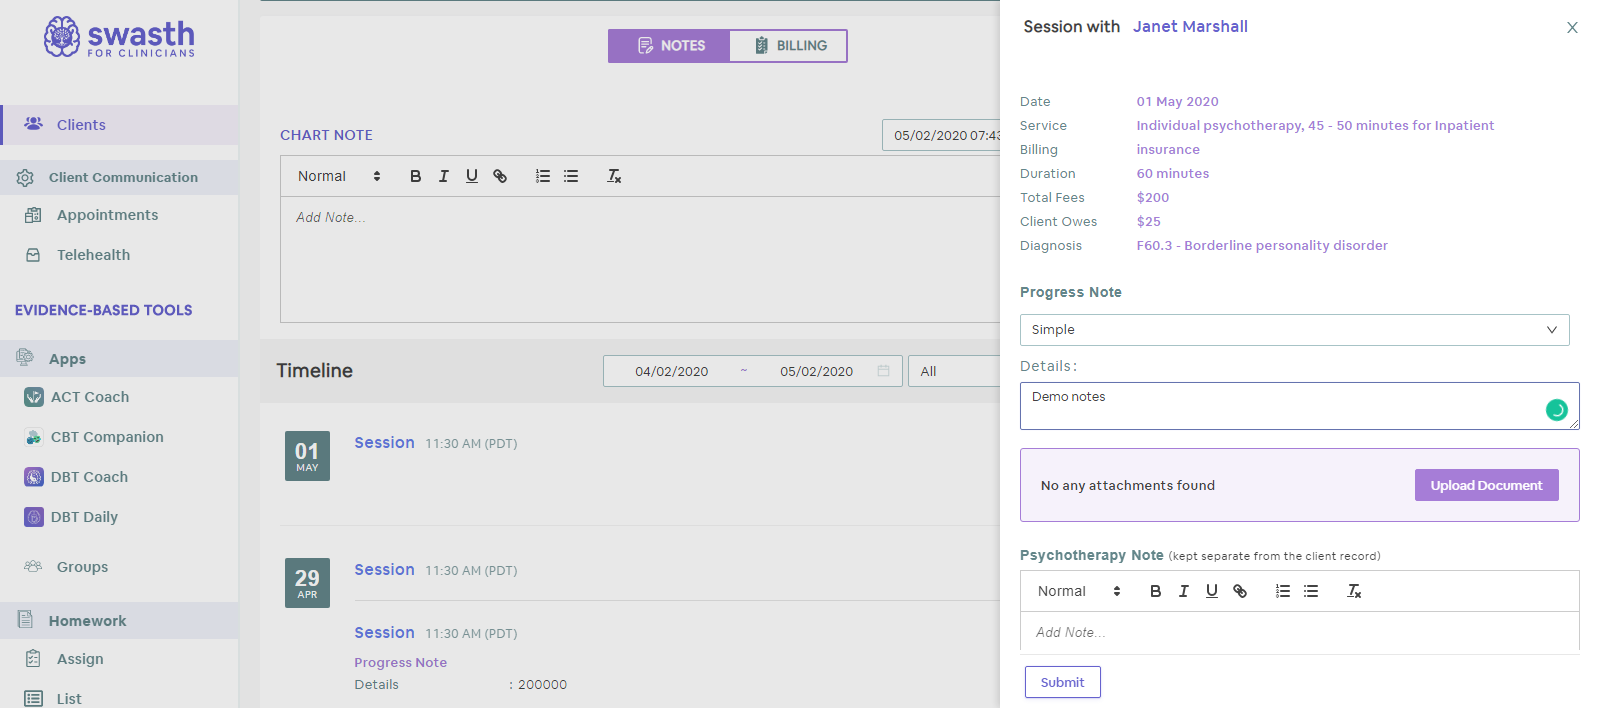 swasth
FOR CLINICIANS
Clients
Client Communication
Appointments
Telehealth
EVIDENCE-BASED TOOLS
Apps
ACT Coach
CBT Companion
DBT Coach
DBT Daily
Groups
Homework
Assign
List
NOTES
BILLING
CHART NOTE
05/02/2020 07:43
Normal B I U
Add Note...
Timeline
04/02/2020 ~ 05/02/2020
All
01 MAY
Session 11:30 AM (PDT)
29 APR
Session 11:30 AM (PDT)
Session 11:30 AM (PDT)
Progress Note
Details : 200000
Session with Janet Marshall
Date 01 May 2020
Service Individual psychotherapy, 45 - 50 minutes for Inpatient
Billing insurance
Duration 60 minutes
Total Fees $200
Client Owes $25
Diagnosis F60.3 - Borderline personality disorder
Progress Note
Simple
Details:
Demo notes
No any attachments found
Upload Document
Psychotherapy Note (kept separate from the client record)
Normal B I U
Add Note...
Submit